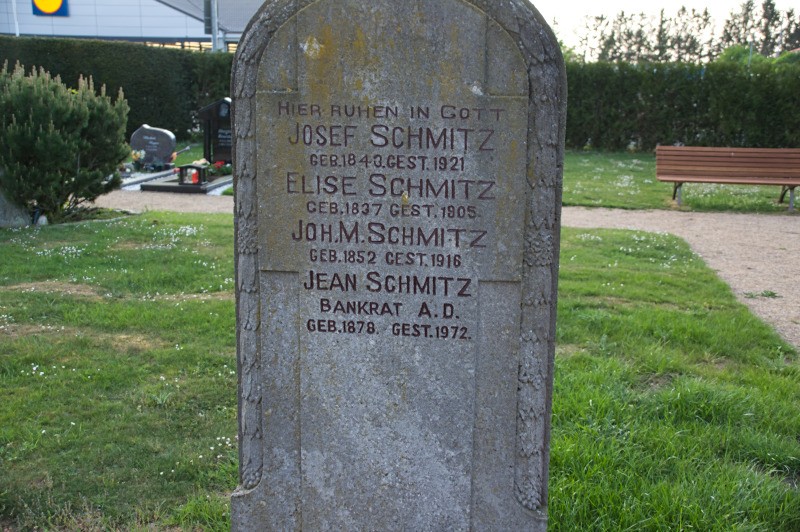 HIER RUHEN IN GOTT
JOSEF SCHMITZ
GEB.1843.GEST.1921
ELISE SCHMITZ
GEB.1837 GEST.1905
JOH.M.SCHMITZ
GEB.1852 GEST.1916
JEAN SCHMITZ
BANKRAT A.D.
GEB.1878. GEST.1972.